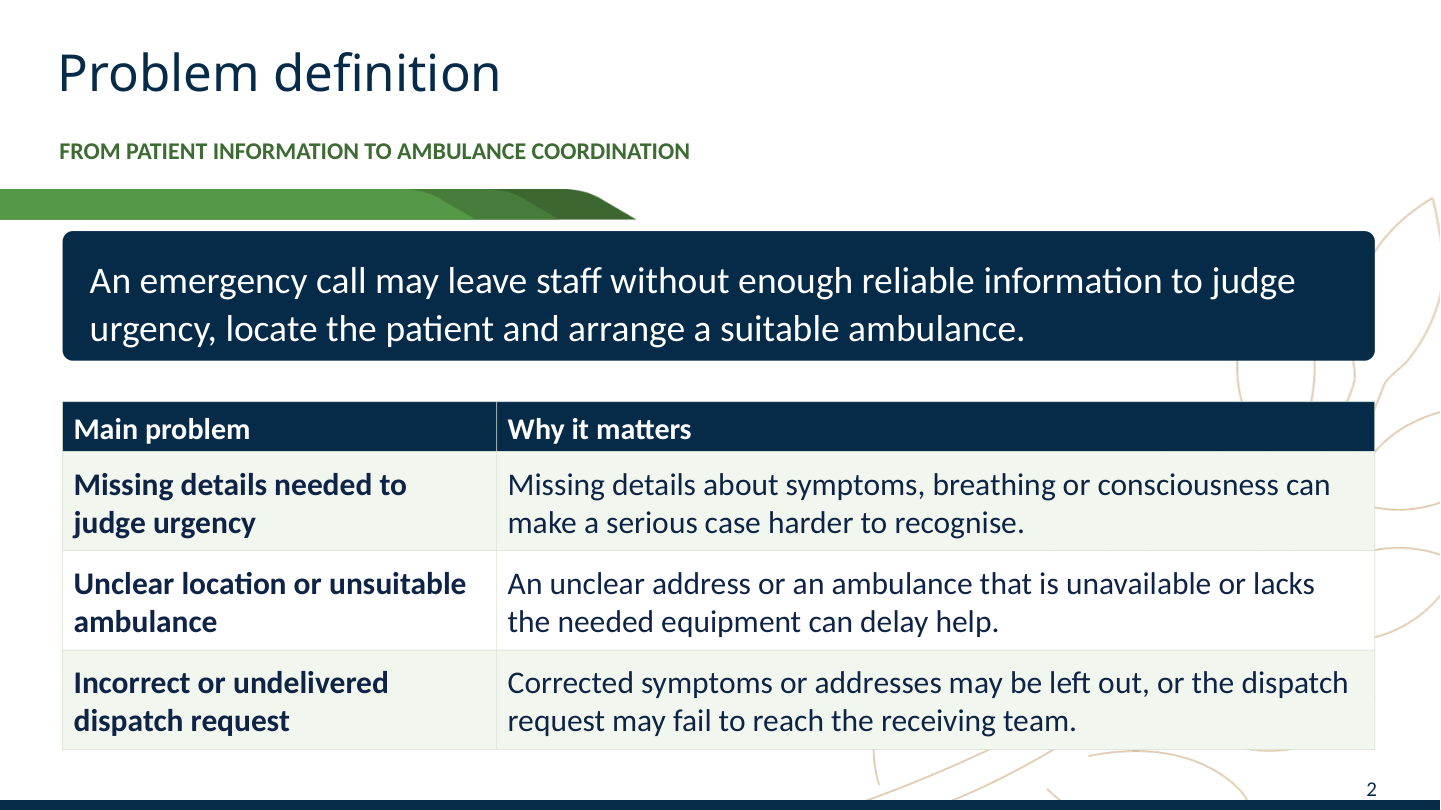 Problem definition
FROM PATIENT INFORMATION TO AMBULANCE COORDINATION
An emergency call may leave staff without enough reliable information to judge
urgency, locate the patient and arrange a suitable ambulance.
Main problem
Why it matters
Missing details needed to
judge urgency
Missing details about symptoms, breathing or consciousness can
make a serious case harder to recognise.
Unclear location or unsuitable
ambulance
An unclear address or an ambulance that is unavailable or lacks
the needed equipment can delay help.
Incorrect or undelivered
dispatch request
Corrected symptoms or addresses may be left out, or the dispatch
request may fail to reach the receiving team.
2